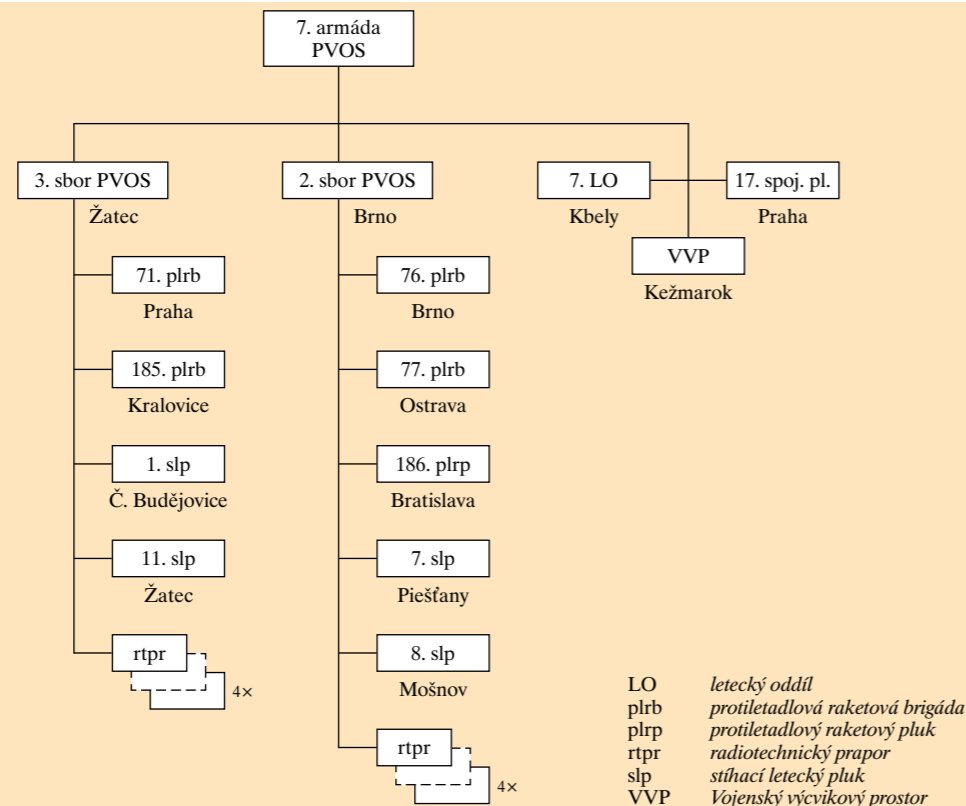 7. armáda
PVOS
3. sbor PVOS
Žatec
71. plrb
Praha
185. plrb
Kralovice
1. slp
Č. Budějovice
11. slp
Žatec
rtpr
4×
2. sbor PVOS
Brno
76. plrb
Brno
77. plrb
Ostrava
186. plrp
Bratislava
7. slp
Piešťany
8. slp
Mošnov
rtpr
4×
7. LO
Kbely
17. spoj. pl.
Praha
VVP
Kežmarok
LO letecký oddíl
plrb protiletadlová raketová brigáda
plrp protiletadlový raketový pluk
rtpr radiotechnický prapor
slp stíhací letecký pluk
VVP Vojenský výcvikový prostor